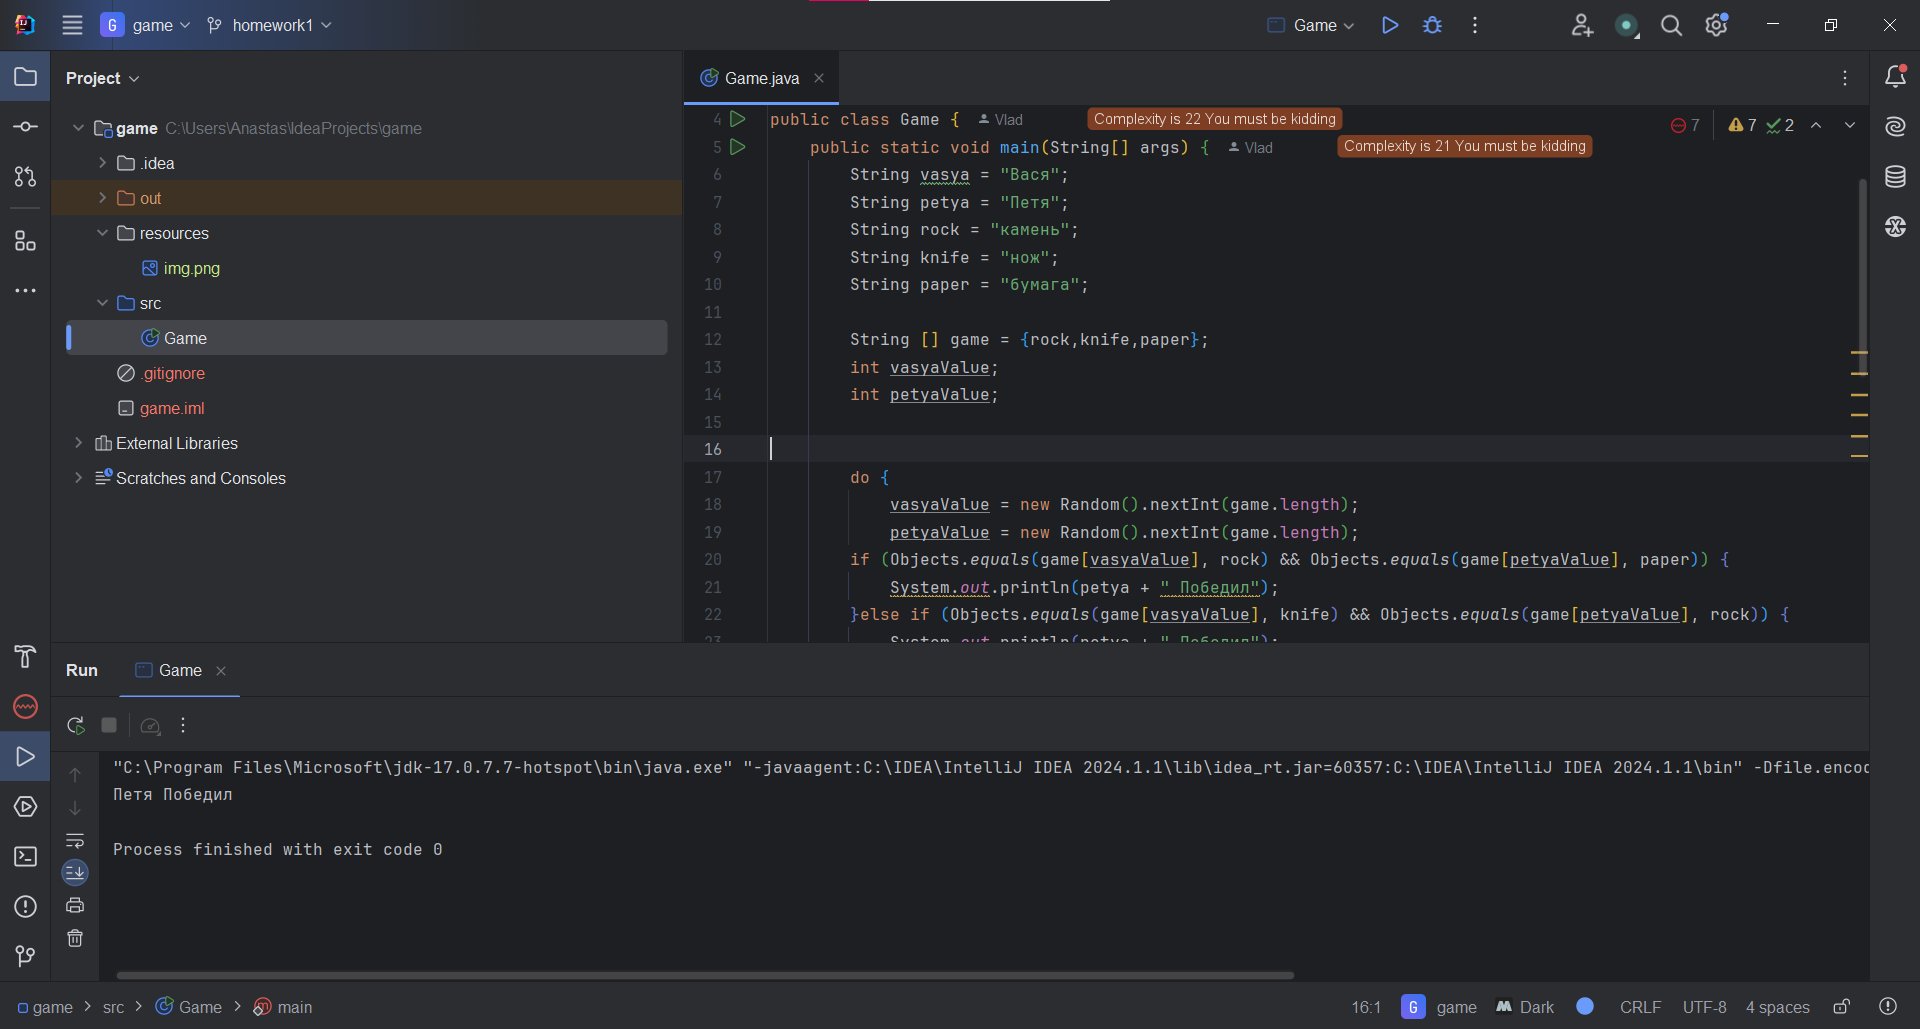 G game homework1 Game
Project
Game.java
game C:\Users\Anastas\IdeaProjects\game
.idea
out
resources
img.png
src
Game
.gitignore
game.iml
External Libraries
Scratches and Consoles
7 7 2
4 public class Game { Vlad Complexity is 22 You must be kidding
5 public static void main(String[] args) { Vlad Complexity is 21 You must be kidding
6 String vasya = "Вася";
7 String petya = "Петя";
8 String rock = "камень";
9 String knife = "нож";
10 String paper = "бумага";
11
12 String [] game = {rock,knife,paper};
13 int vasyaValue;
14 int petyaValue;
15
16
17 do {
18 vasyaValue = new Random().nextInt(game.length);
19 petyaValue = new Random().nextInt(game.length);
20 if (Objects.equals(game[vasyaValue], rock) && Objects.equals(game[petyaValue], paper)) {
21 System.out.println(petya + " Победил");
22 }else if (Objects.equals(game[vasyaValue], knife) && Objects.equals(game[petyaValue], rock)) {
23 System.out.println(petya + " Победил");
Run Game
"C:\Program Files\Microsoft\jdk-17.0.7.7-hotspot\bin\java.exe" "-javaagent:C:\IDEA\IntelliJ IDEA 2024.1.1\lib\idea_rt.jar=60357:C:\IDEA\IntelliJ IDEA 2024.1.1\bin" -Dfile.encod
Петя Победил
Process finished with exit code 0
game src Game main
16:1 G game Dark CRLF UTF-8 4 spaces